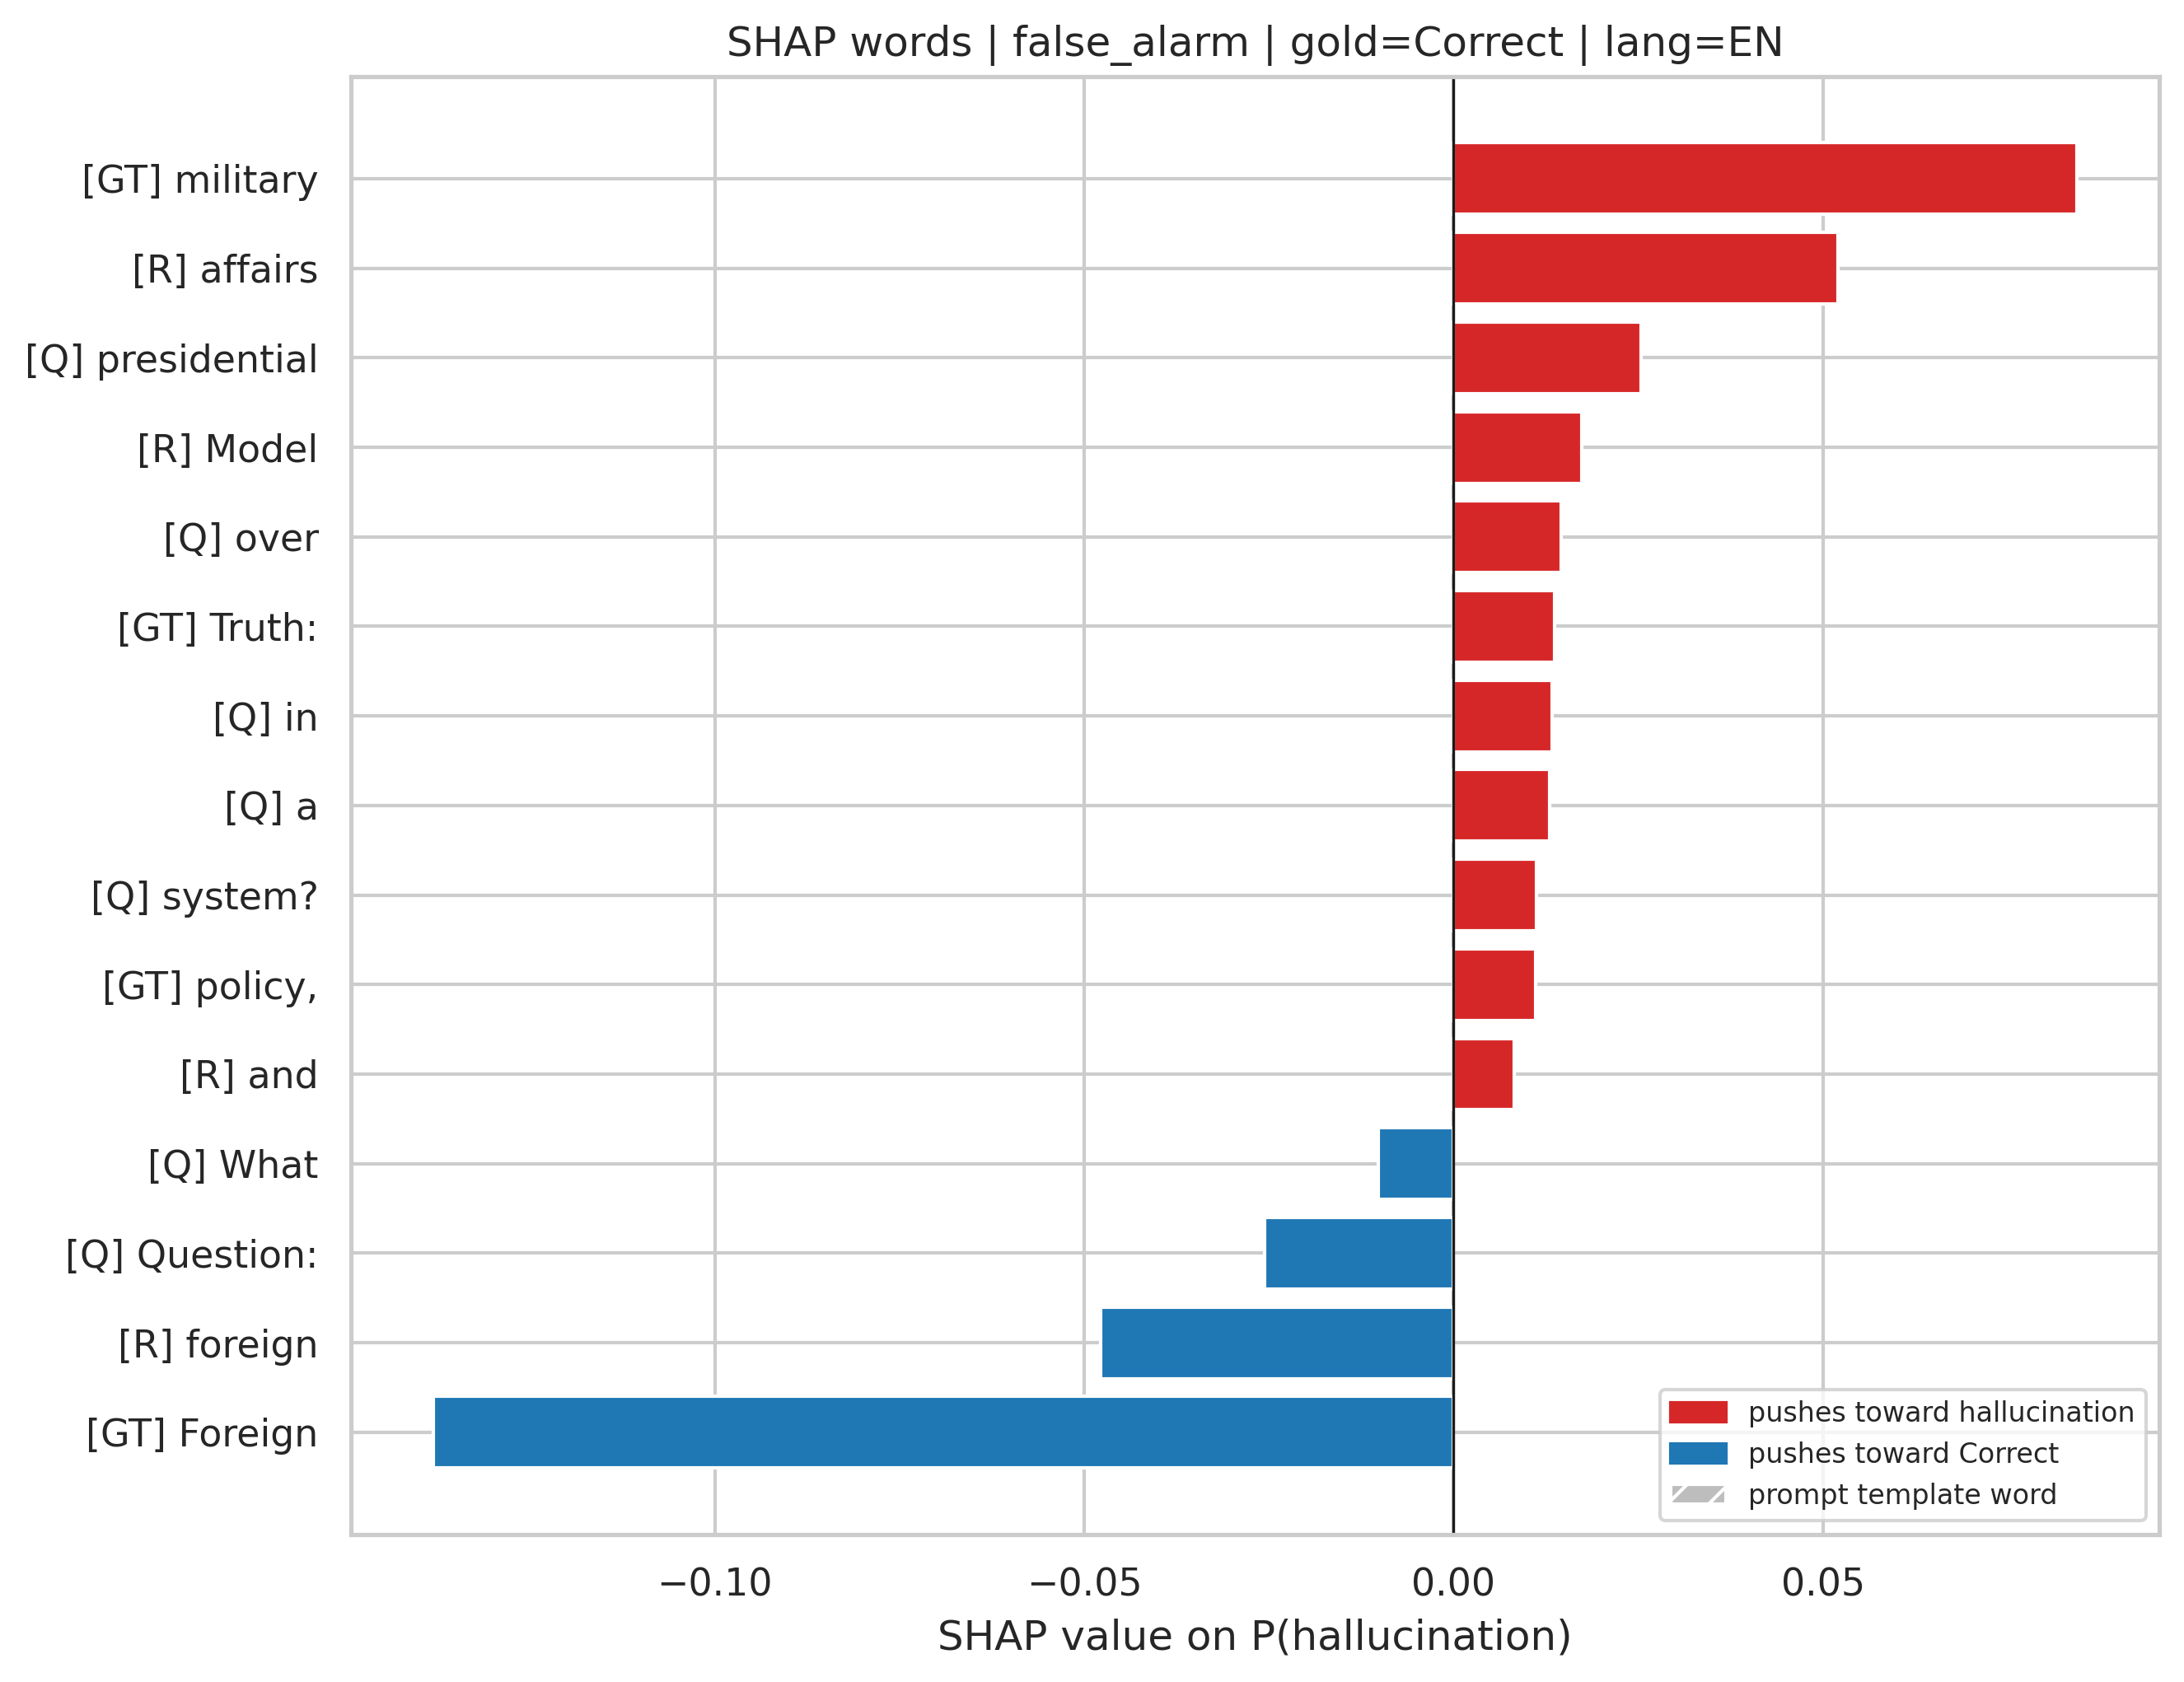 SHAP words | false_alarm | gold=Correct | lang=EN
[GT] military
[R] affairs
[Q] presidential
[R] Model
[Q] over
[GT] Truth:
[Q] in
[Q] a
[Q] system?
[GT] policy,
[R] and
[Q] What
[Q] Question:
[R] foreign
[GT] Foreign
pushes toward hallucination
pushes toward Correct
prompt template word
−0.10 −0.05 0.00 0.05
SHAP value on P(hallucination)